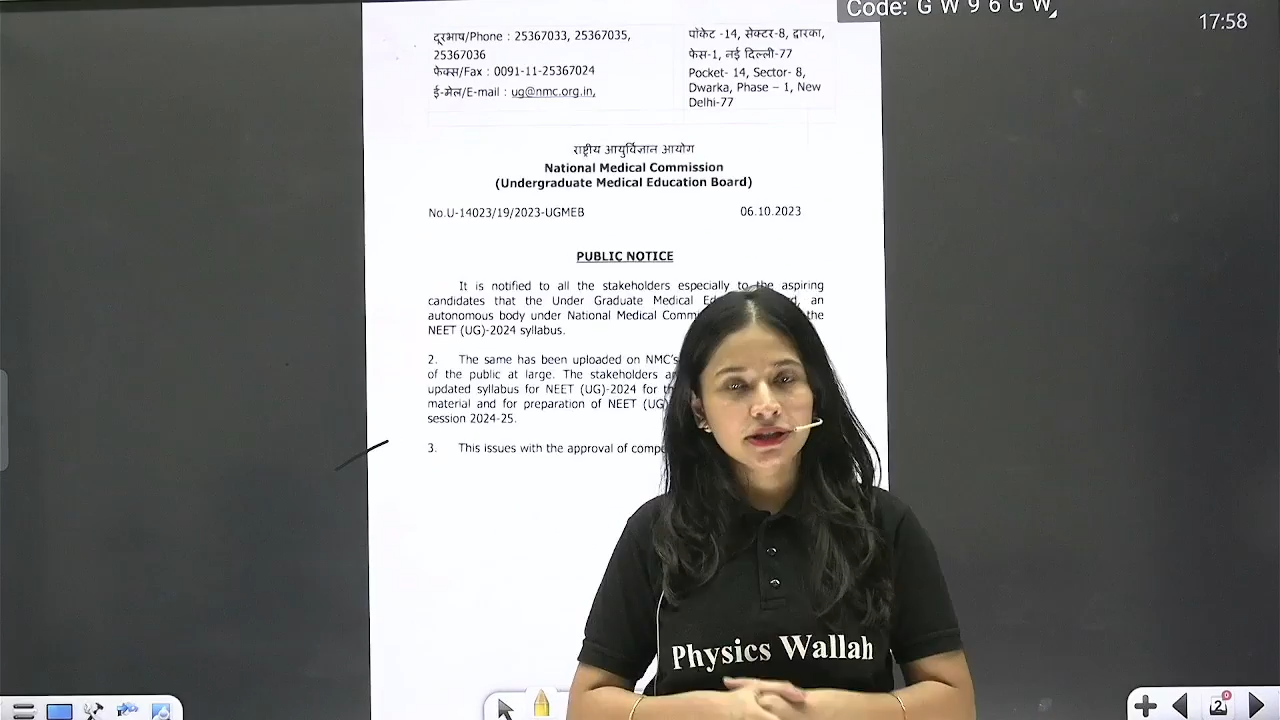 Code: G W 9 6 G W
17:58
दूरभाष/Phone : 25367033, 25367035,
25367036
फेक्स/Fax : 0091-11-25367024
ई-मेल/E-mail : ug@nmc.org.in,
पॉकेट -14, सेक्टर-8, द्वारका,
फेस-1, नई दिल्ली-77
Pocket- 14, Sector- 8,
Dwarka, Phase – 1, New
Delhi-77
राष्ट्रीय आयुर्विज्ञान आयोग
National Medical Commission
(Undergraduate Medical Education Board)
No.U-14023/19/2023-UGMEB 06.10.2023
PUBLIC NOTICE
It is notified to all the stakeholders especially to the aspiring
candidates that the Under Graduate Medical an
autonomous body under National Medical the
NEET (UG)-2024 syllabus.
2. The same has been uploaded on NMC's
of the public at large. The stakeholders
updated syllabus for NEET (UG)-2024 for
material and for preparation of NEET (UG)
session 2024-25.
3. This issues with the approval of
Physics Wallah
2